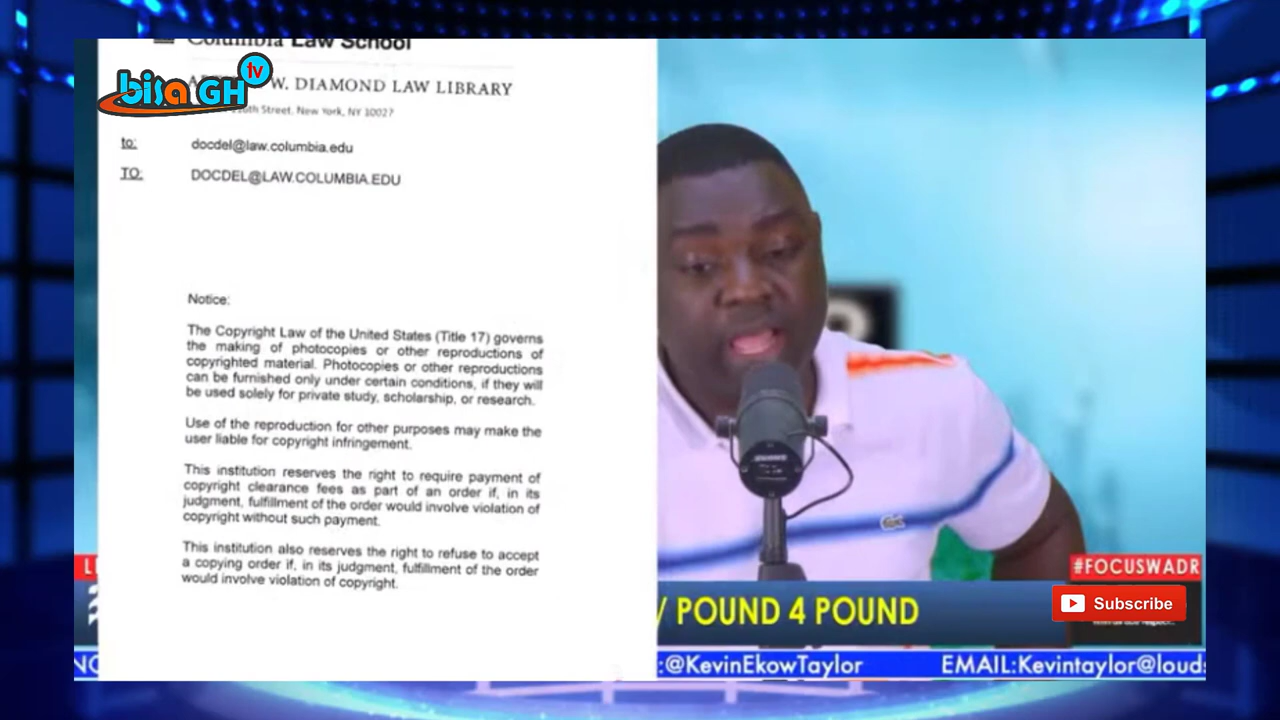 Columbia Law School
bisa GH tv
W. DIAMOND LAW LIBRARY
Street, New York, NY 10027
to: docdel@law.columbia.edu
TO: DOCDEL@LAW.COLUMBIA.EDU
Notice:
The Copyright Law of the United States (Title 17) governs
the making of photocopies or other reproductions of
copyrighted material. Photocopies or other reproductions
can be furnished only under certain conditions, if they will
be used solely for private study, scholarship, or research.
Use of the reproduction for other purposes may make the
user liable for copyright infringement.
This institution reserves the right to require payment of
copyright clearance fees as part of an order if, in its
judgment, fulfillment of the order would involve violation of
copyright without such payment.
This institution also reserves the right to refuse to accept
a copying order if, in its judgment, fulfillment of the order
would involve violation of copyright.
#FOCUSWADR
/ POUND 4 POUND
Subscribe
:@KevinEkowTaylor EMAIL:Kevintaylor@louds